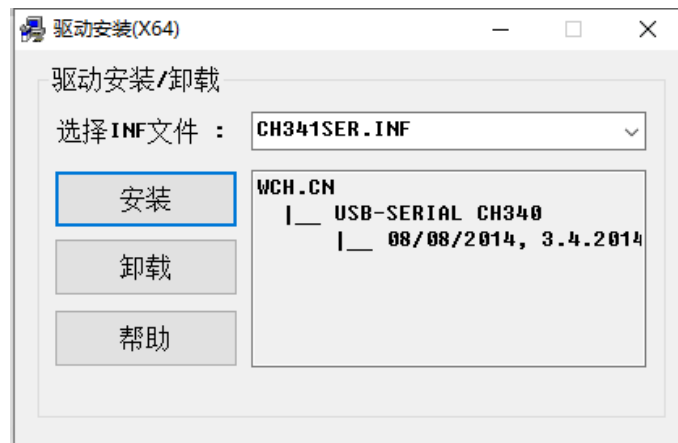 驱动安装(X64)
驱动安装/卸载
选择INF文件 : CH341SER.INF
安装
卸载
帮助
WCH.CN
|__ USB-SERIAL CH340
|__ 08/08/2014, 3.4.2014